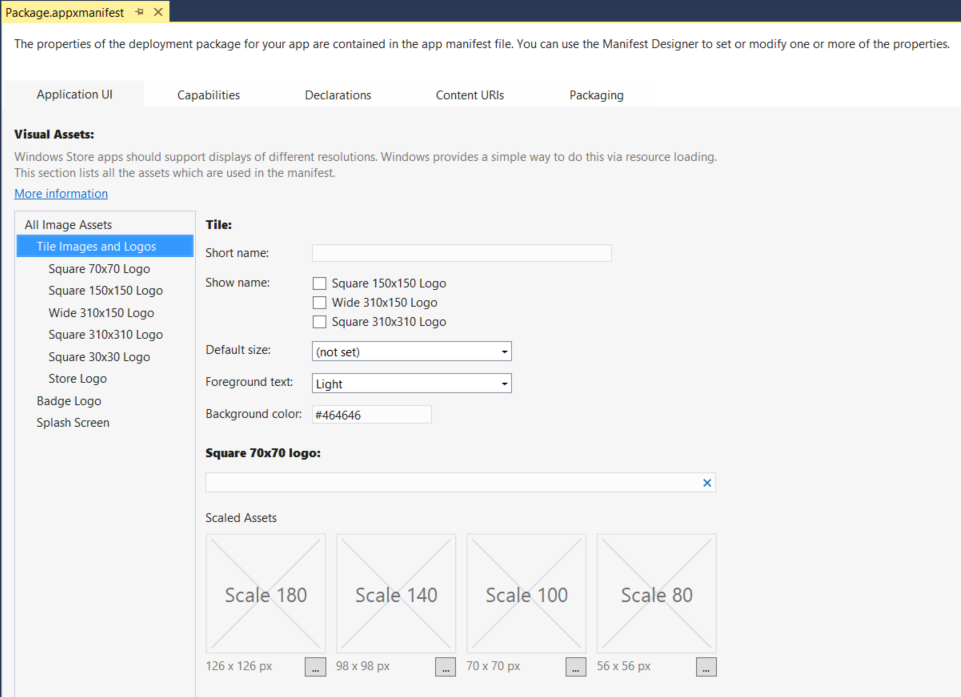 Package.appxmanifest
The properties of the deployment package for your app are contained in the app manifest file. You can use the Manifest Designer to set or modify one or more of the properties.
Application UI Capabilities Declarations Content URIs Packaging
Visual Assets:
Windows Store apps should support displays of different resolutions. Windows provides a simple way to do this via resource loading.
This section lists all the assets which are used in the manifest.
More information
All Image Assets
Tile Images and Logos
Square 70x70 Logo
Square 150x150 Logo
Wide 310x150 Logo
Square 310x310 Logo
Square 30x30 Logo
Store Logo
Badge Logo
Splash Screen
Tile:
Short name:
Show name:
Square 150x150 Logo
Wide 310x150 Logo
Square 310x310 Logo
Default size: (not set)
Foreground text: Light
Background color: #464646
Square 70x70 logo:
Scaled Assets
Scale 180 Scale 140 Scale 100 Scale 80
126 x 126 px ... 98 x 98 px ... 70 x 70 px ... 56 x 56 px ...